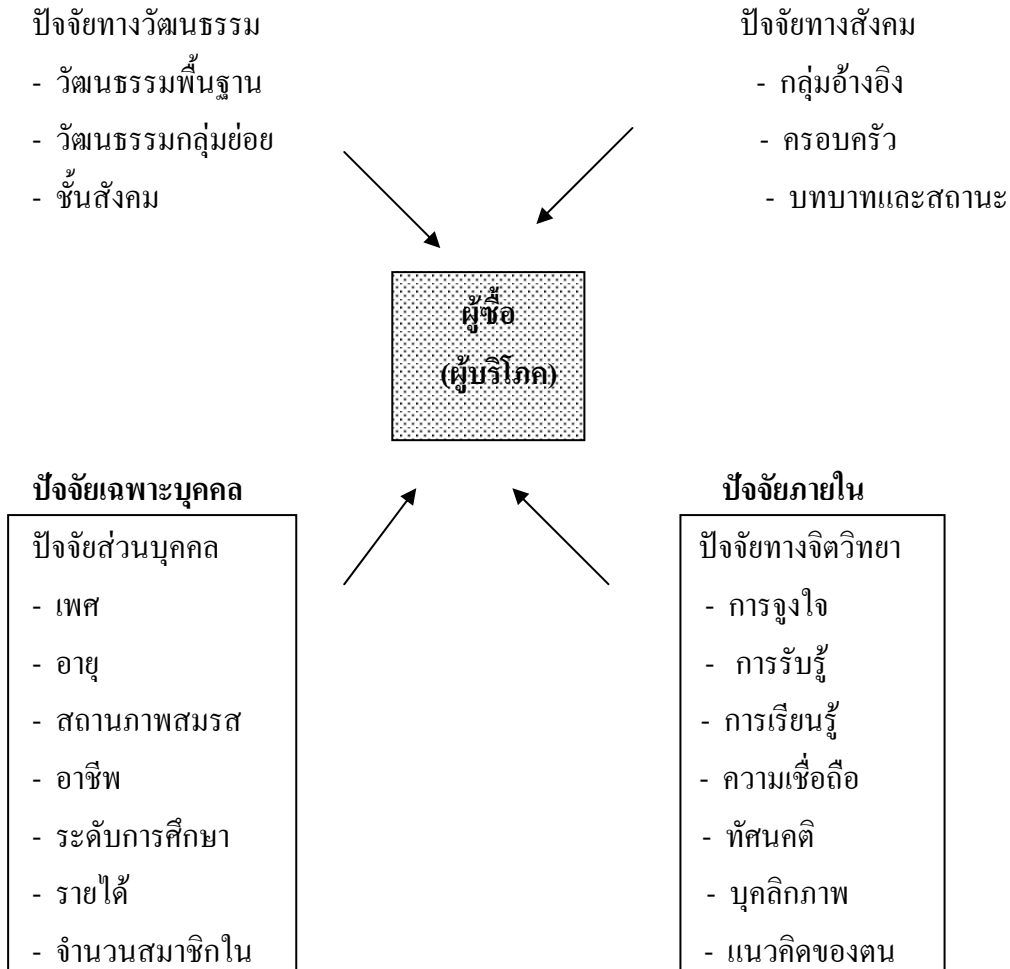 ปัจจัยทางวัฒนธรรม
- วัฒนธรรมพื้นฐาน
- วัฒนธรรมกลุ่มย่อย
- ชั้นสังคม
ปัจจัยทางสังคม
- กลุ่มอ้างอิง
- ครอบครัว
- บทบาทและสถานะ
ผู้ซื้อ
(ผู้บริโภค)
ปัจจัยเฉพาะบุคคล
ปัจจัยส่วนบุคคล
- เพศ
- อายุ
- สถานภาพสมรส
- อาชีพ
- ระดับการศึกษา
- รายได้
- จำนวนสมาชิกใน
ปัจจัยภายใน
ปัจจัยทางจิตวิทยา
- การจูงใจ
- การรับรู้
- การเรียนรู้
- ความเชื่อถือ
- ทัศนคติ
- บุคลิกภาพ
- แนวคิดของตน